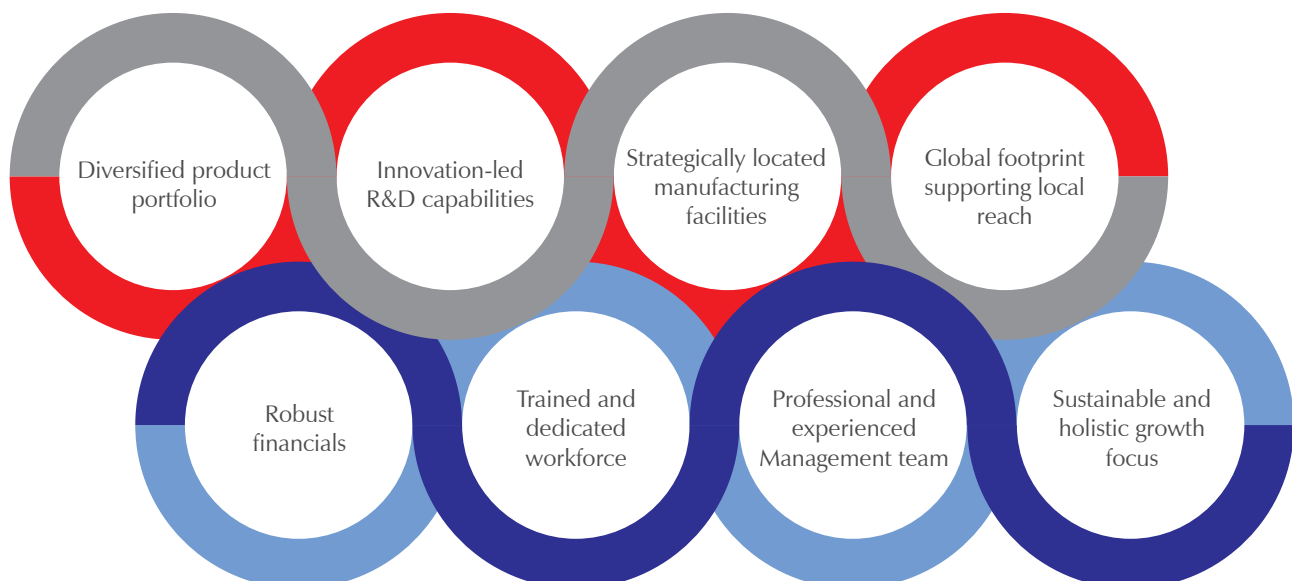 Diversified product
portfolio
Innovation-led
R&D capabilities
Strategically located
manufacturing
facilities
Global footprint
supporting local
reach
Robust
financials
Trained and
dedicated
workforce
Professional and
experienced
Management team
Sustainable and
holistic growth
focus